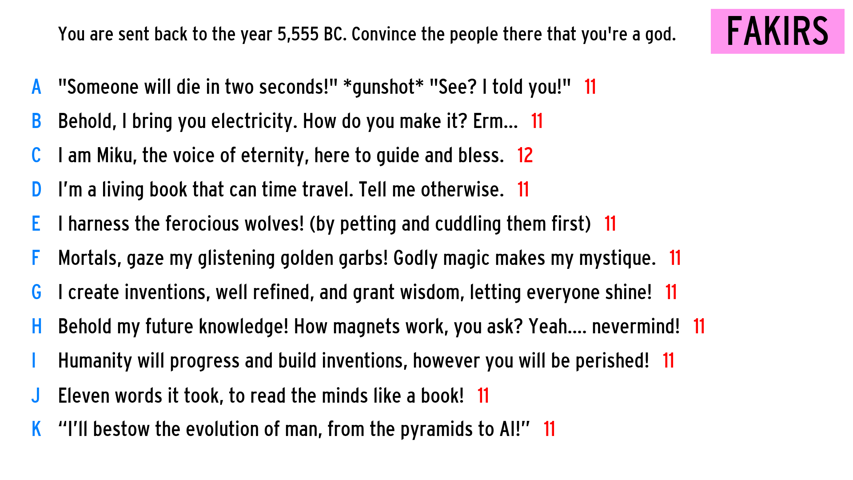 You are sent back to the year 5,555 BC. Convince the people there that you're a god.
FAKIRS
A "Someone will die in two seconds!" *gunshot* "See? I told you!" 11
B Behold, I bring you electricity. How do you make it? Erm... 11
C I am Miku, the voice of eternity, here to guide and bless. 12
D I’m a living book that can time travel. Tell me otherwise. 11
E I harness the ferocious wolves! (by petting and cuddling them first) 11
F Mortals, gaze my glistening golden garbs! Godly magic makes my mystique. 11
G I create inventions, well refined, and grant wisdom, letting everyone shine! 11
H Behold my future knowledge! How magnets work, you ask? Yeah.... nevermind! 11
I Humanity will progress and build inventions, however you will be perished! 11
J Eleven words it took, to read the minds like a book! 11
K “I’ll bestow the evolution of man, from the pyramids to AI!” 11